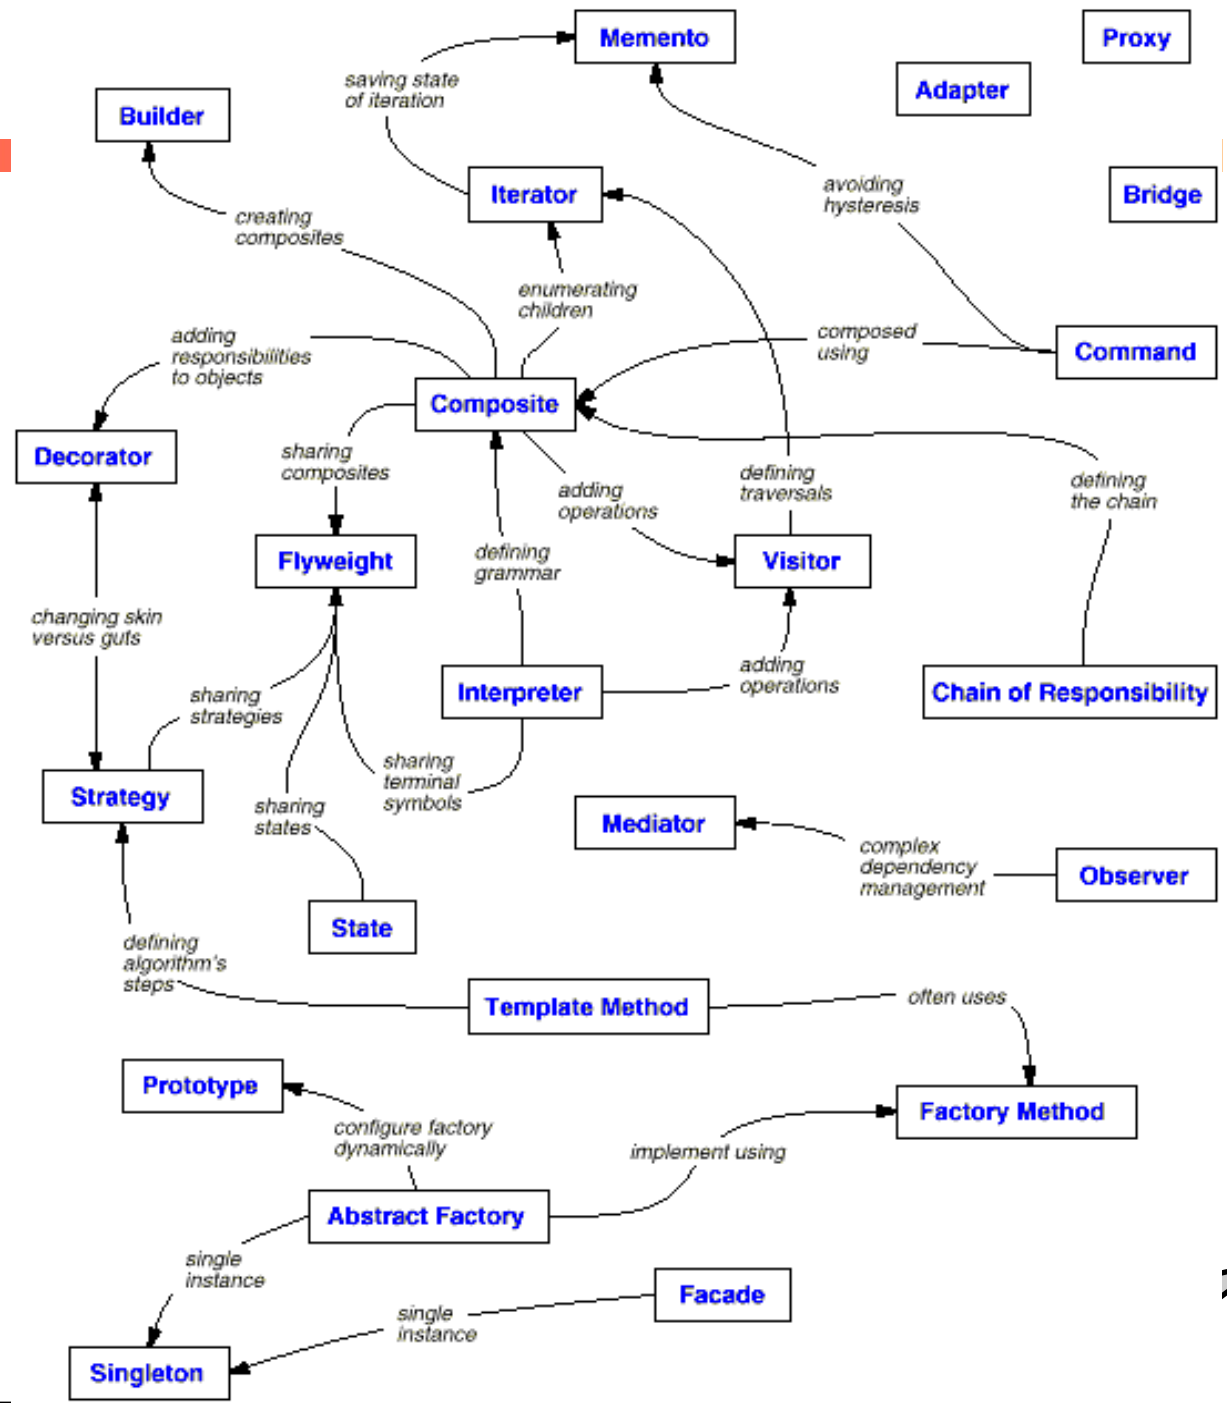 Memento
Proxy
Adapter
saving state
of iteration
Builder
Iterator
avoiding
hysteresis
Bridge
creating
composites
enumerating
children
adding
responsibilities
to objects
composed
using
Command
Composite
Decorator
sharing
composites
adding
operations
defining
traversals
defining
the chain
Flyweight
defining
grammar
Visitor
changing skin
versus guts
sharing
strategies
Interpreter
adding
operations
Chain of Responsibility
Strategy
sharing
states
sharing
terminal
symbols
Mediator
complex
dependency
management
Observer
State
defining
algorithm's
steps
Template Method
often uses
Prototype
configure factory
dynamically
implement using
Factory Method
Abstract Factory
single
instance
Facade
single
instance
Singleton